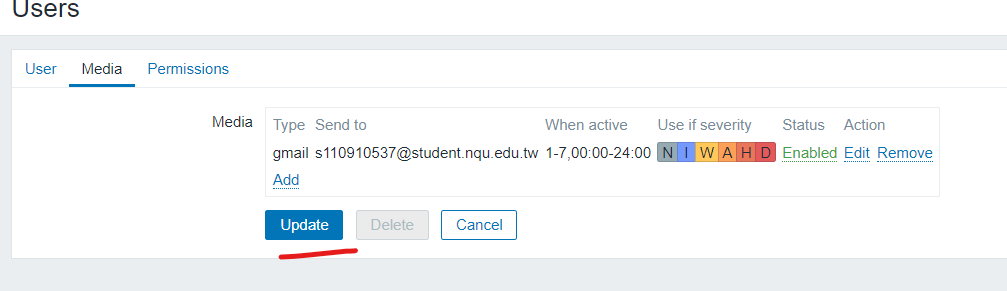 Users
User Media Permissions
Media
Type Send to When active Use if severity Status Action
gmail s110910537@student.nqu.edu.tw 1-7,00:00-24:00 N I W A H D Enabled Edit Remove
Add
Update Delete Cancel